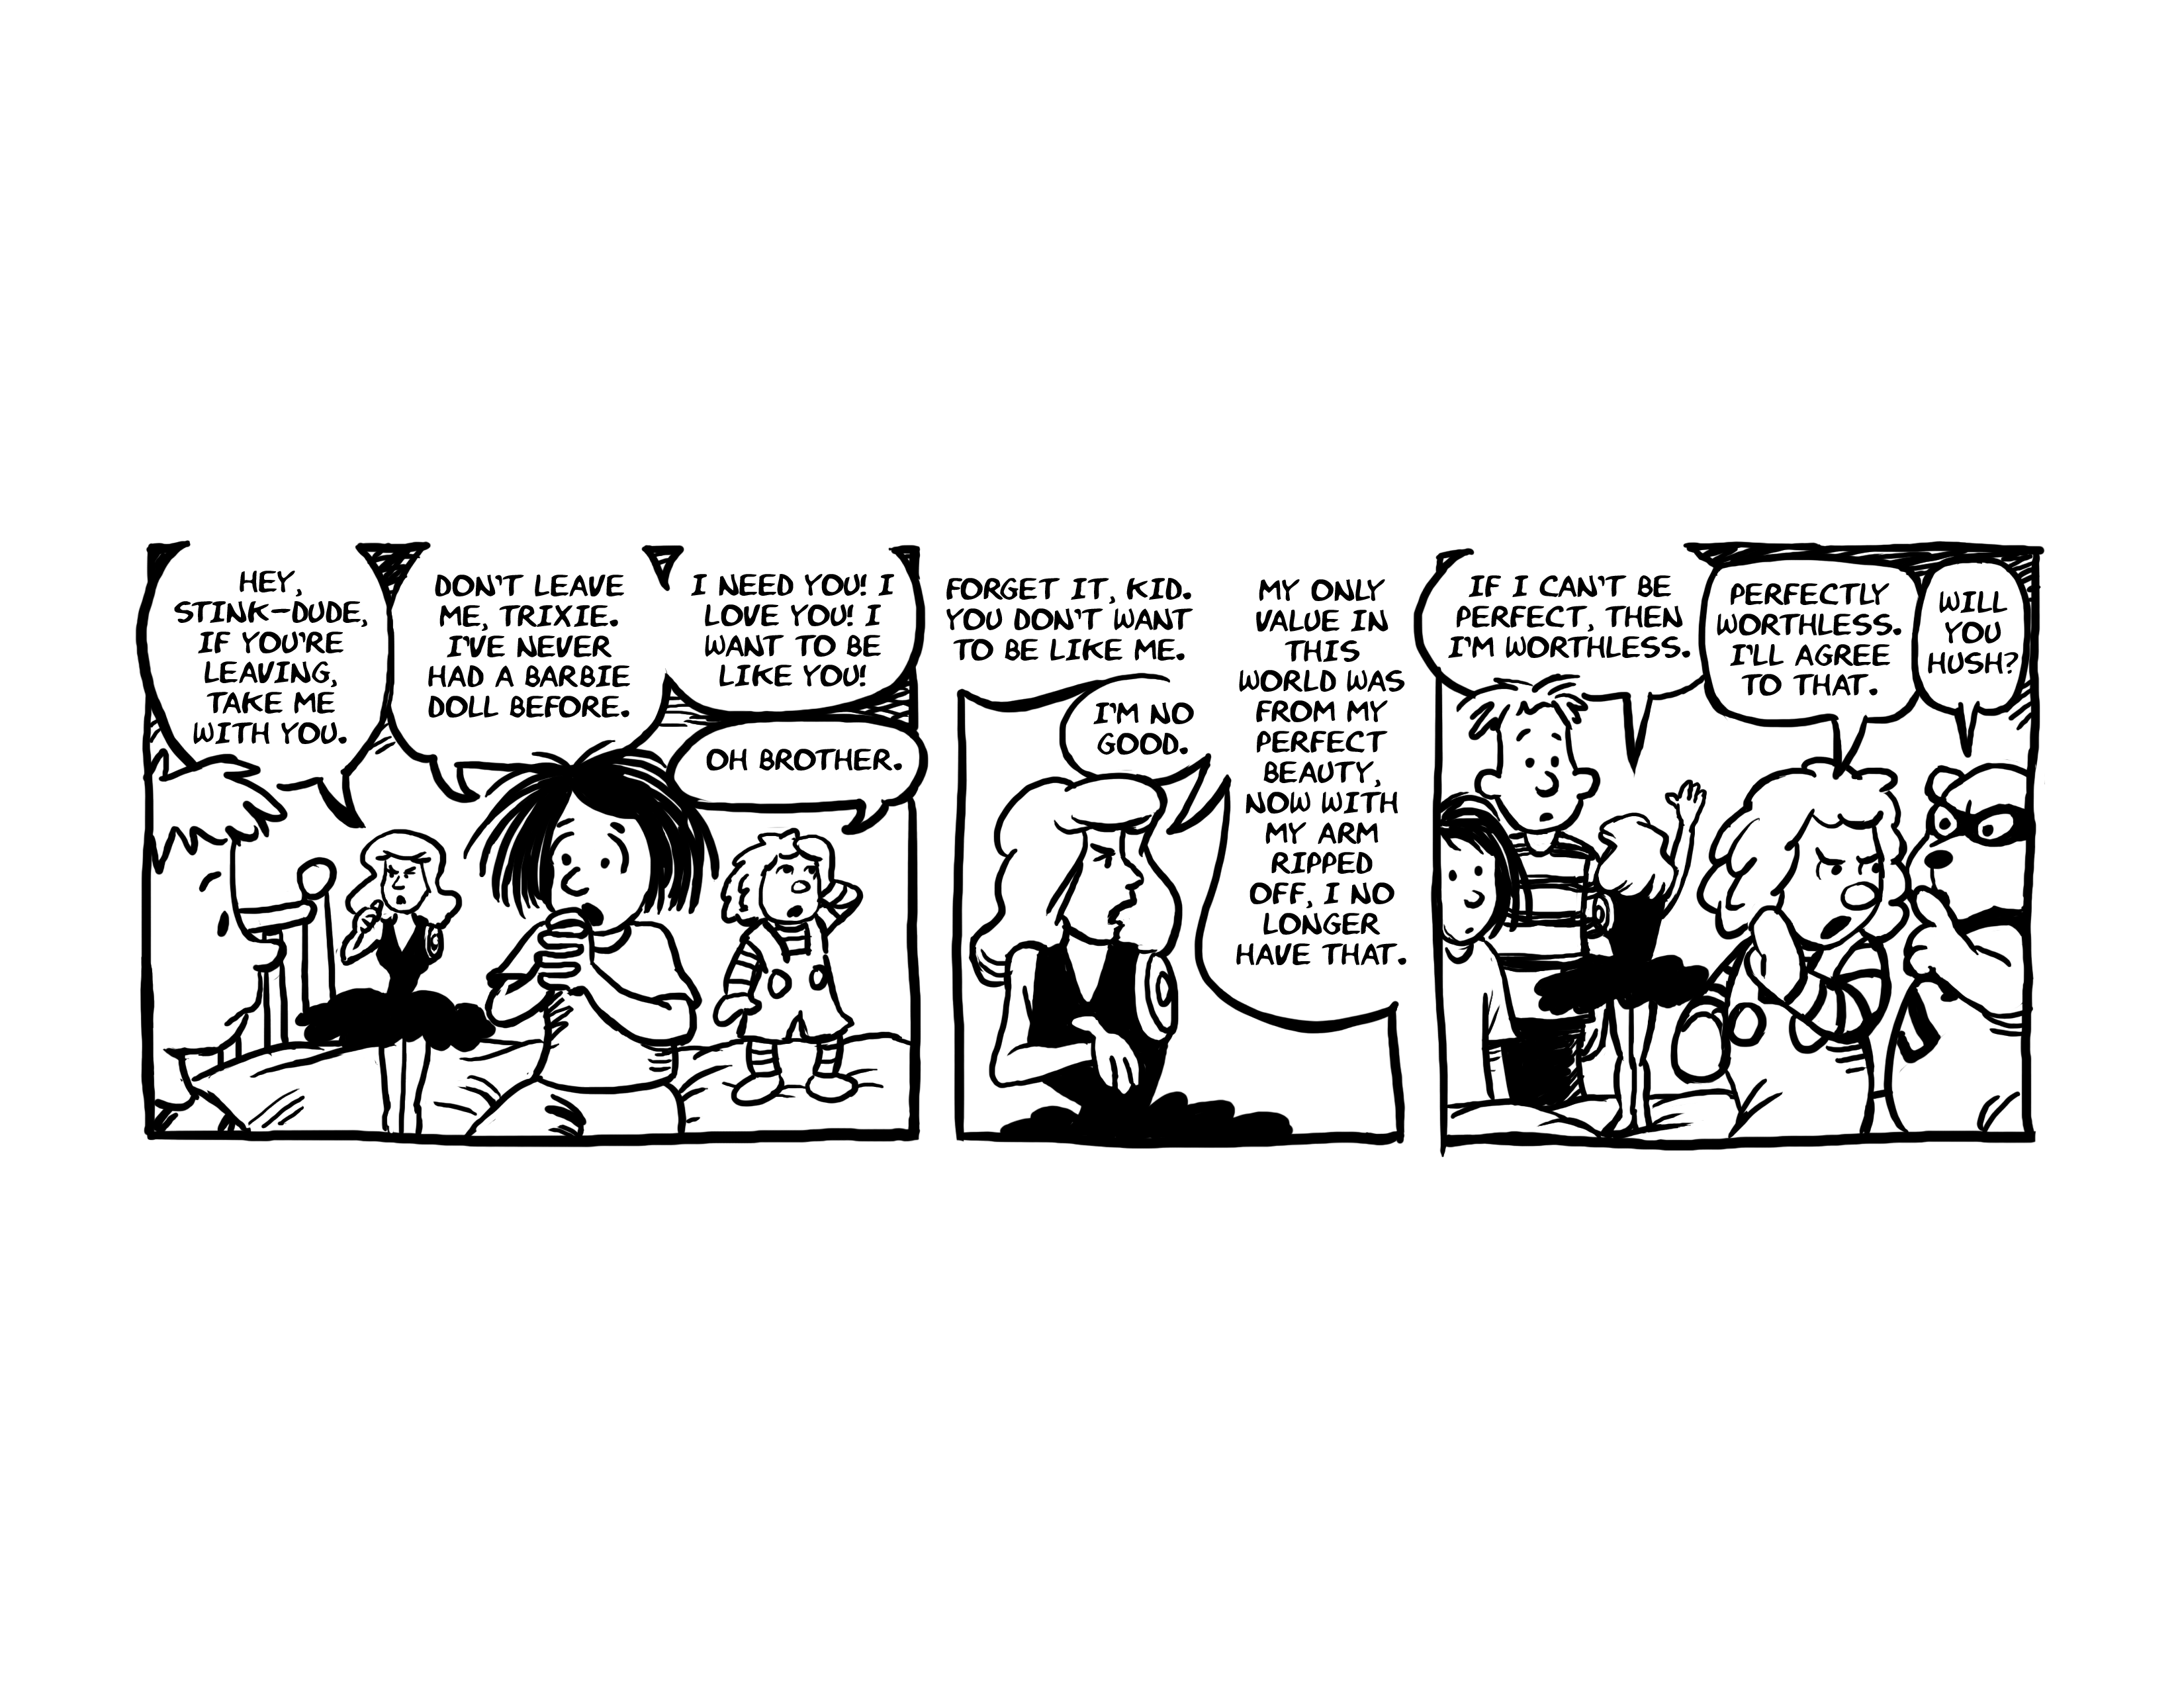 HEY,
STINK-DUDE,
IF YOU'RE
LEAVING,
TAKE ME
WITH YOU.
DON'T LEAVE
ME, TRIXIE.
I'VE NEVER
HAD A BARBIE
DOLL BEFORE.
I NEED YOU! I
LOVE YOU! I
WANT TO BE
LIKE YOU!
OH BROTHER.
FORGET IT, KID.
YOU DON'T WANT
TO BE LIKE ME.
I'M NO
GOOD.
MY ONLY
VALUE IN
THIS
WORLD WAS
FROM MY
PERFECT
BEAUTY,
NOW WITH
MY ARM
RIPPED
OFF, I NO
LONGER
HAVE THAT.
IF I CAN'T BE
PERFECT, THEN
I'M WORTHLESS.
PERFECTLY
WORTHLESS.
I'LL AGREE
TO THAT.
WILL
YOU
HUSH?